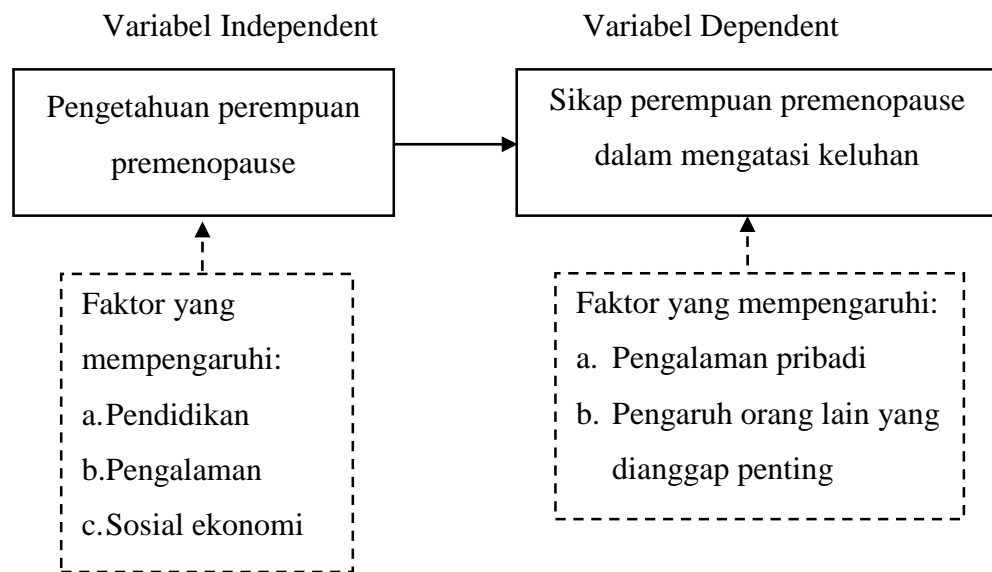 Variabel Independent
Variabel Dependent
Pengetahuan perempuan
premenopause
Sikap perempuan premenopause
dalam mengatasi keluhan
Faktor yang
mempengaruhi:
a.Pendidikan
b.Pengalaman
c.Sosial ekonomi
Faktor yang mempengaruhi:
a. Pengalaman pribadi
b. Pengaruh orang lain yang
dianggap penting